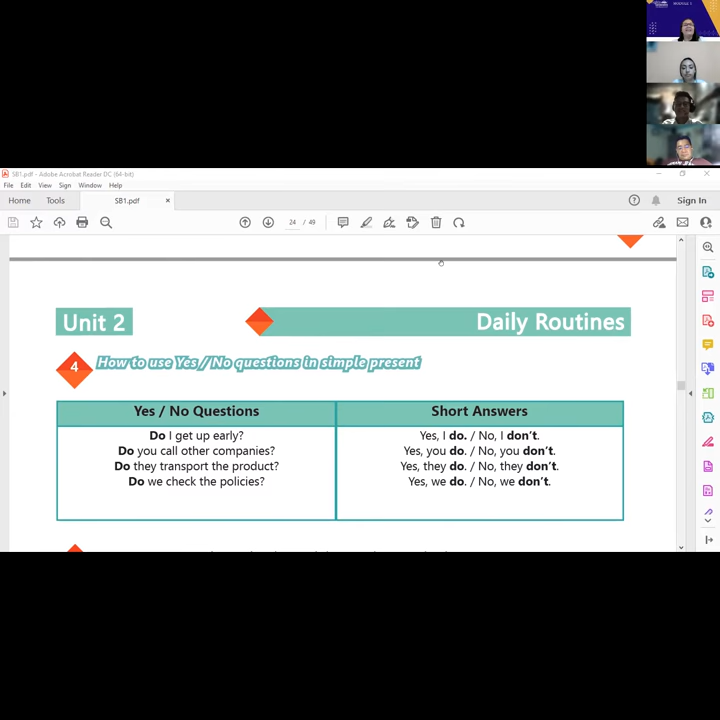 MODULE 1
SB1.pdf - Adobe Acrobat Reader DC (64-bit)
File Edit View Sign Window Help
Home Tools SB1.pdf × Sign In
24 / 49
Unit 2
Daily Routines
4 How to use Yes / No questions in simple present
Yes / No Questions Short Answers
Do I get up early? Yes, I do. / No, I don't.
Do you call other companies? Yes, you do. / No, you don't.
Do they transport the product? Yes, they do. / No, they don't.
Do we check the policies? Yes, we do. / No, we don't.